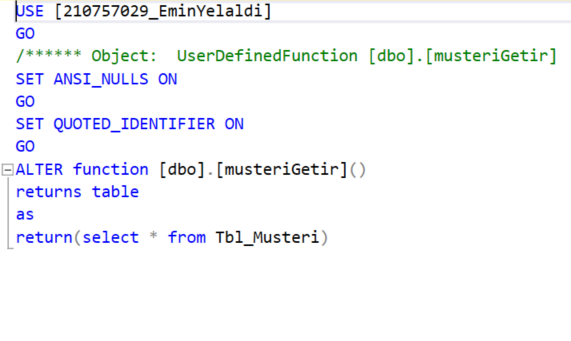 USE [210757029_EminYelaldi]
GO
/****** Object:  UserDefinedFunction [dbo].[musteriGetir]
SET ANSI_NULLS ON
GO
SET QUOTED_IDENTIFIER ON
GO
ALTER function [dbo].[musteriGetir]()
returns table
as
return(select * from Tbl_Musteri)